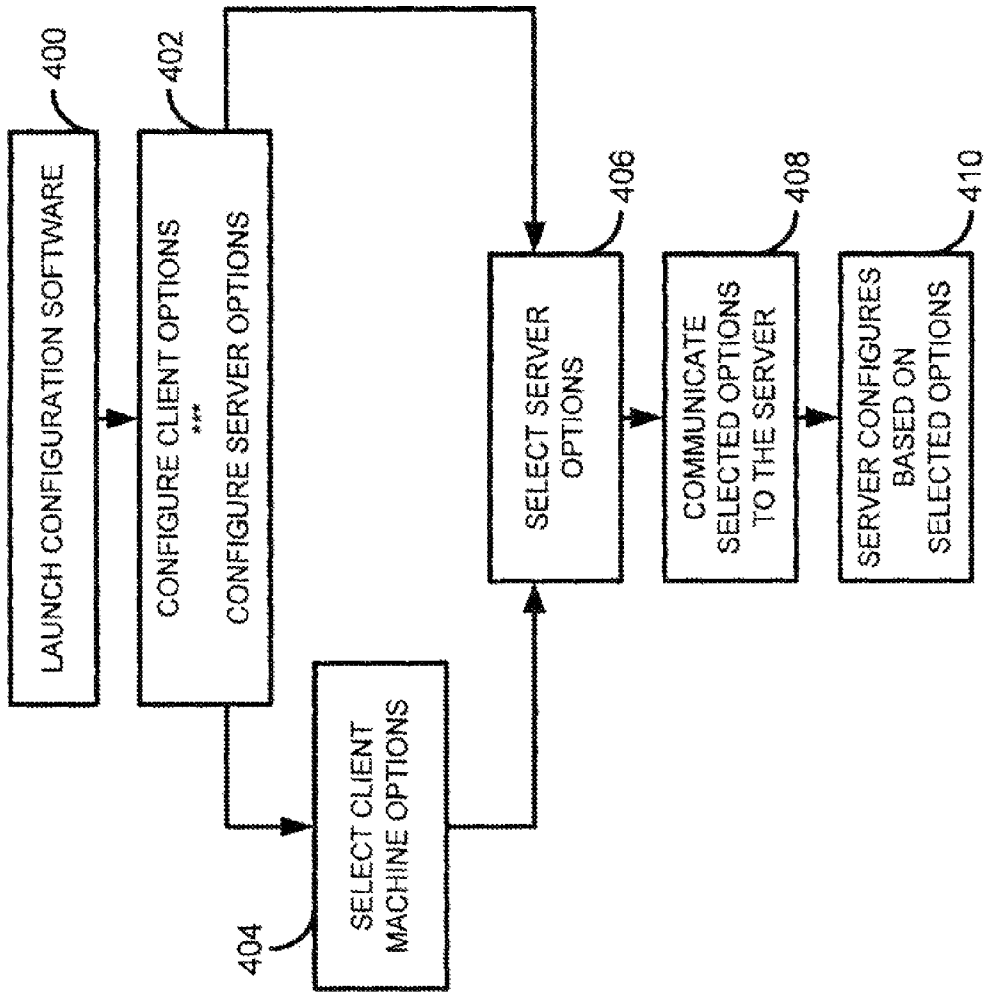 LAUNCH CONFIGURATION SOFTWARE
400
CONFIGURE CLIENT OPTIONS
***
CONFIGURE SERVER OPTIONS
402
404
SELECT CLIENT
MACHINE OPTIONS
SELECT SERVER
OPTIONS
406
COMMUNICATE
SELECTED OPTIONS
TO THE SERVER
408
SERVER CONFIGURES
BASED ON
SELECTED OPTIONS
410